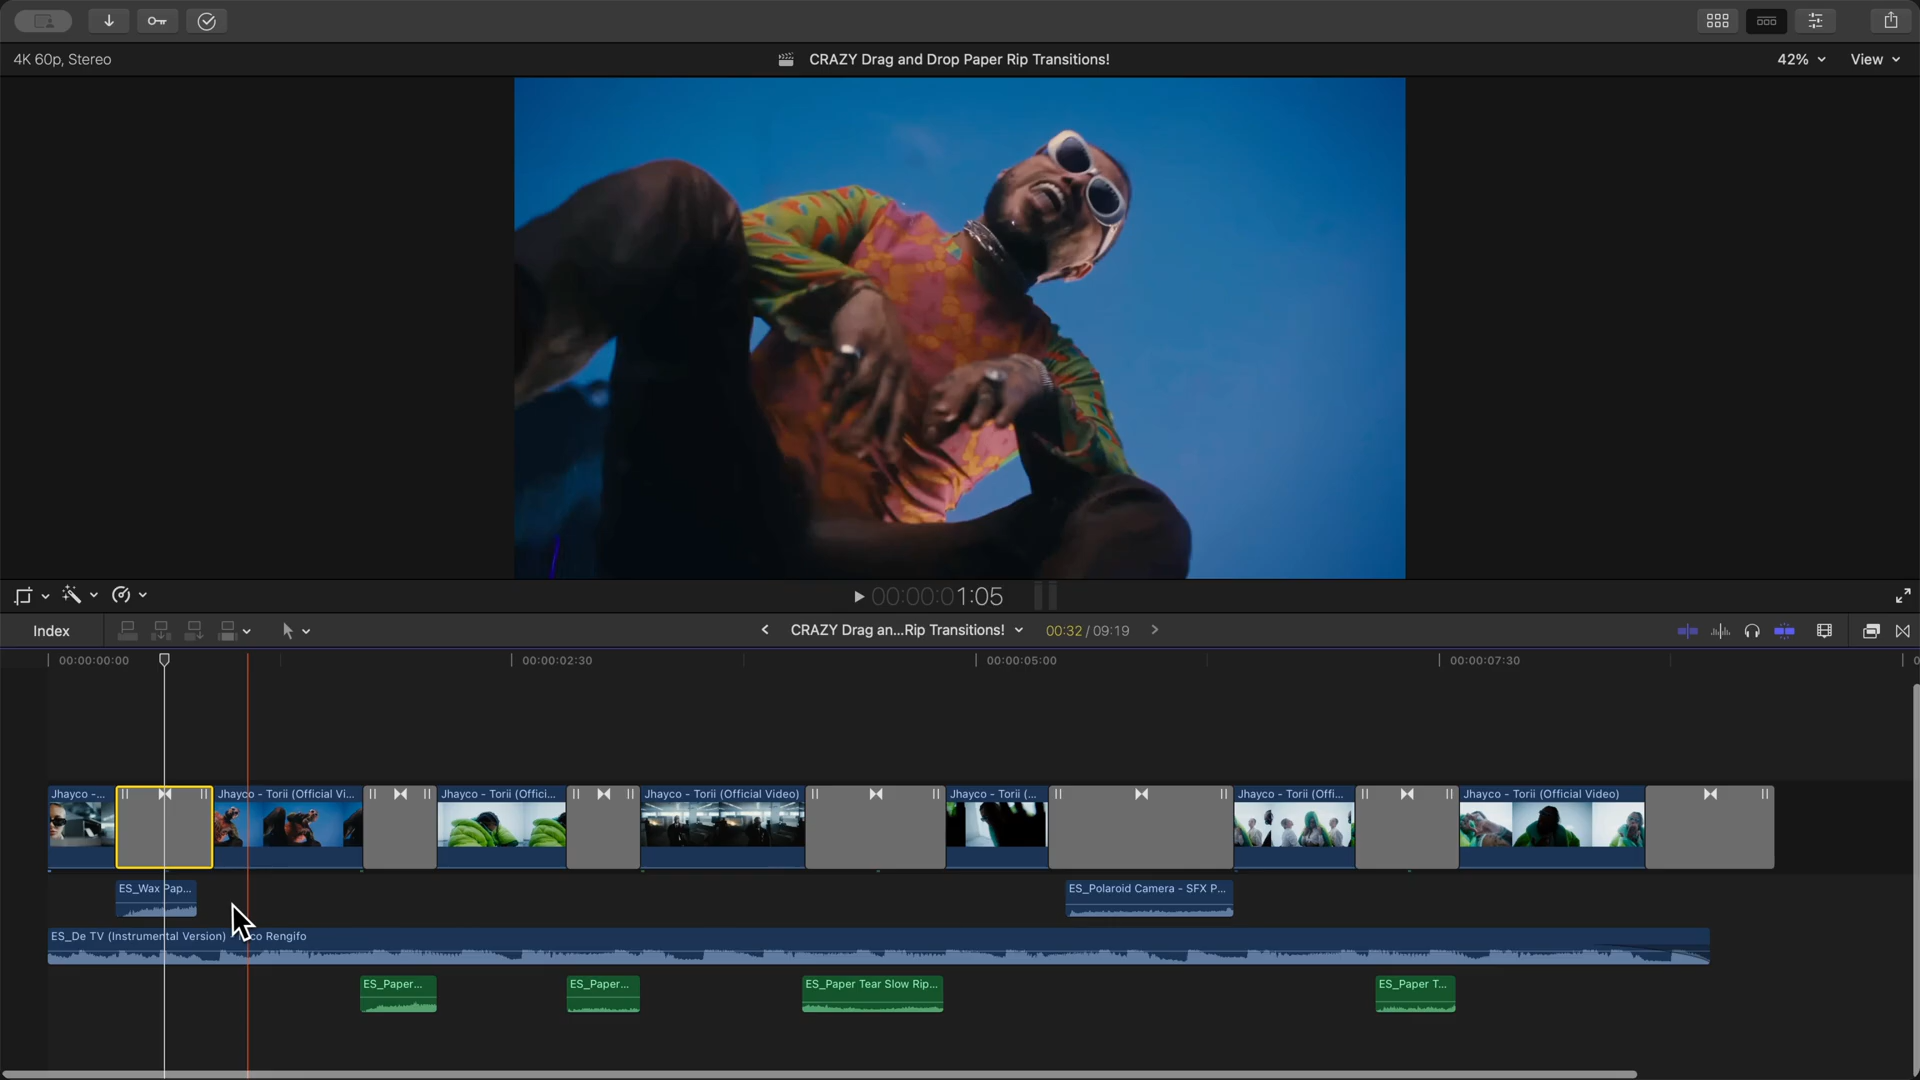 4K 60p, Stereo
CRAZY Drag and Drop Paper Rip Transitions!
42%
View
00:00:01:05
Index
CRAZY Drag an...Rip Transitions!
00:32 / 09:19
00:00:00:00
00:00:02:30
00:00:05:00
00:00:07:30
Jhayco -...
Jhayco - Torii (Official Vi...
Jhayco - Torii (Offici...
Jhayco - Torii (Official Video)
Jhayco - Torii (...
Jhayco - Torii (Offi...
Jhayco - Torii (Official Video)
ES_Wax Pap...
ES_Polaroid Camera - SFX P...
ES_De TV (Instrumental Version) Rengifo
ES_Paper...
ES_Paper...
ES_Paper Tear Slow Rip...
ES_Paper T...